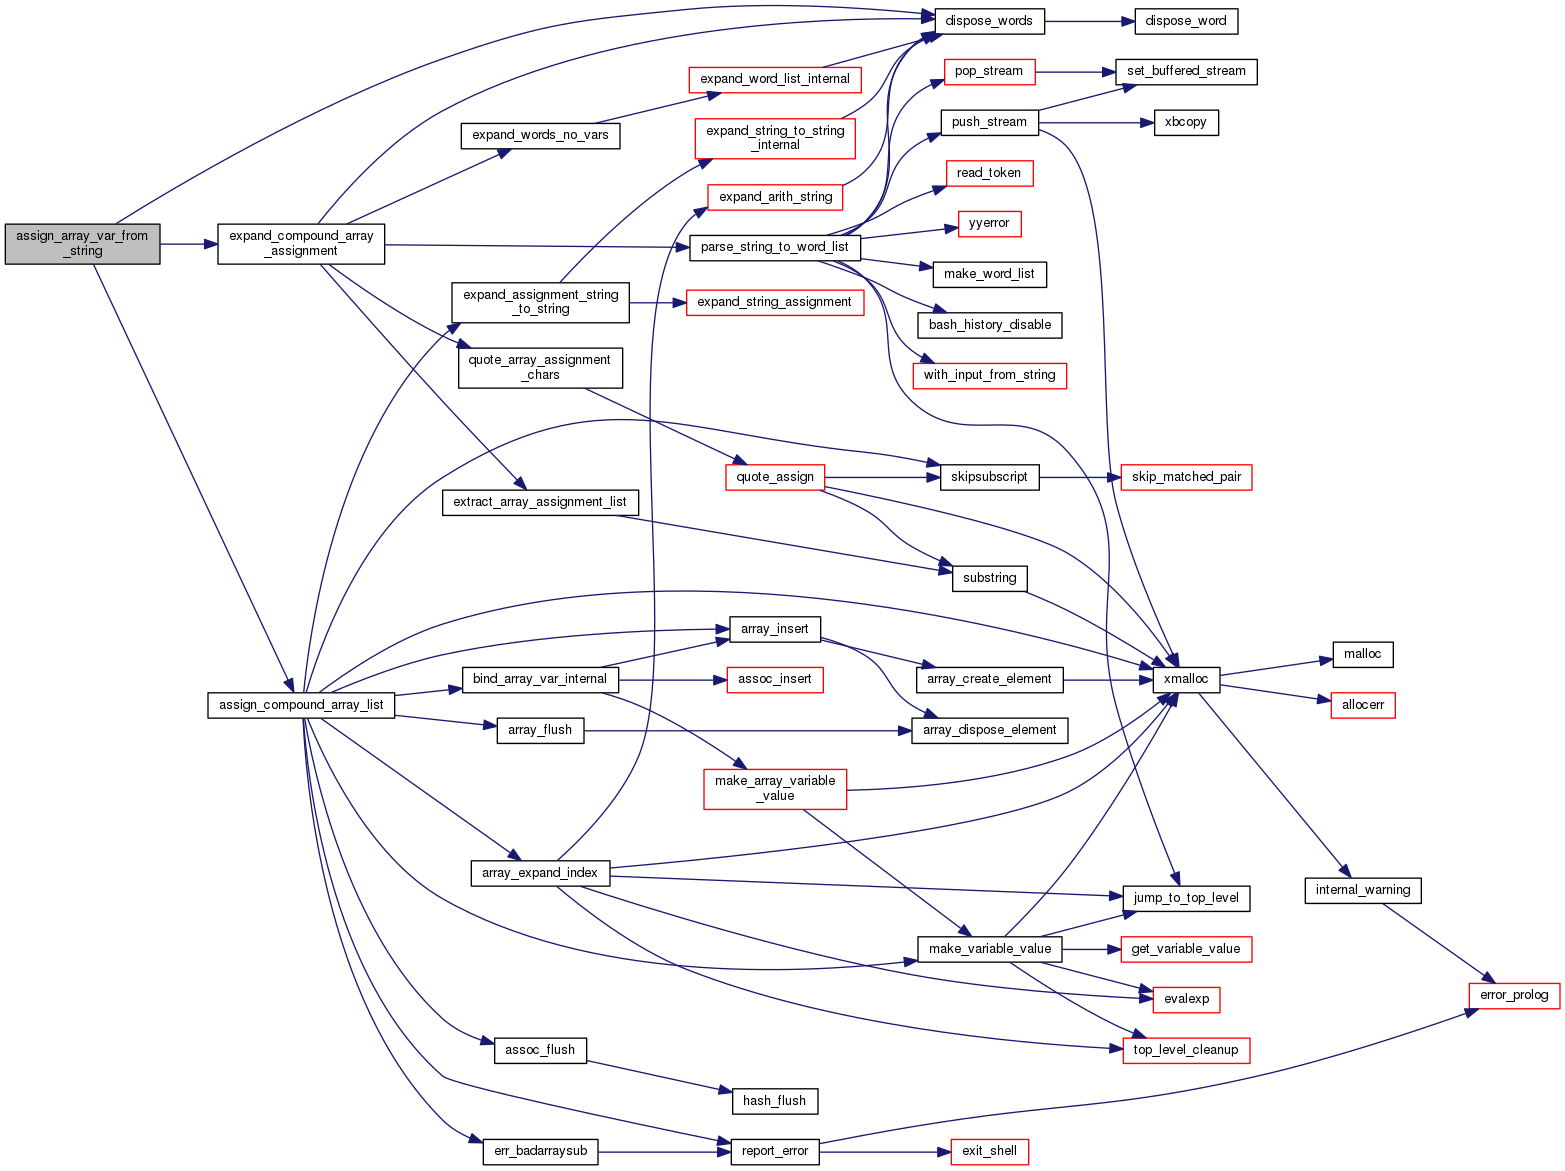 dispose_words
dispose_word
expand_word_list_internal
pop_stream
set_buffered_stream
expand_words_no_vars
expand_string_to_string
_internal
push_stream
xbcopy
expand_arith_string
read_token
assign_array_var_from
_string
expand_compound_array
_assignment
parse_string_to_word_list
yyerror
make_word_list
expand_assignment_string
_to_string
expand_string_assignment
bash_history_disable
quote_array_assignment
_chars
with_input_from_string
quote_assign
skipsubscript
skip_matched_pair
extract_array_assignment_list
substring
array_insert
malloc
bind_array_var_internal
assoc_insert
array_create_element
xmalloc
assign_compound_array_list
allocerr
array_flush
array_dispose_element
make_array_variable
_value
array_expand_index
jump_to_top_level
internal_warning
make_variable_value
get_variable_value
evalexp
error_prolog
assoc_flush
top_level_cleanup
hash_flush
err_badarraysub
report_error
exit_shell